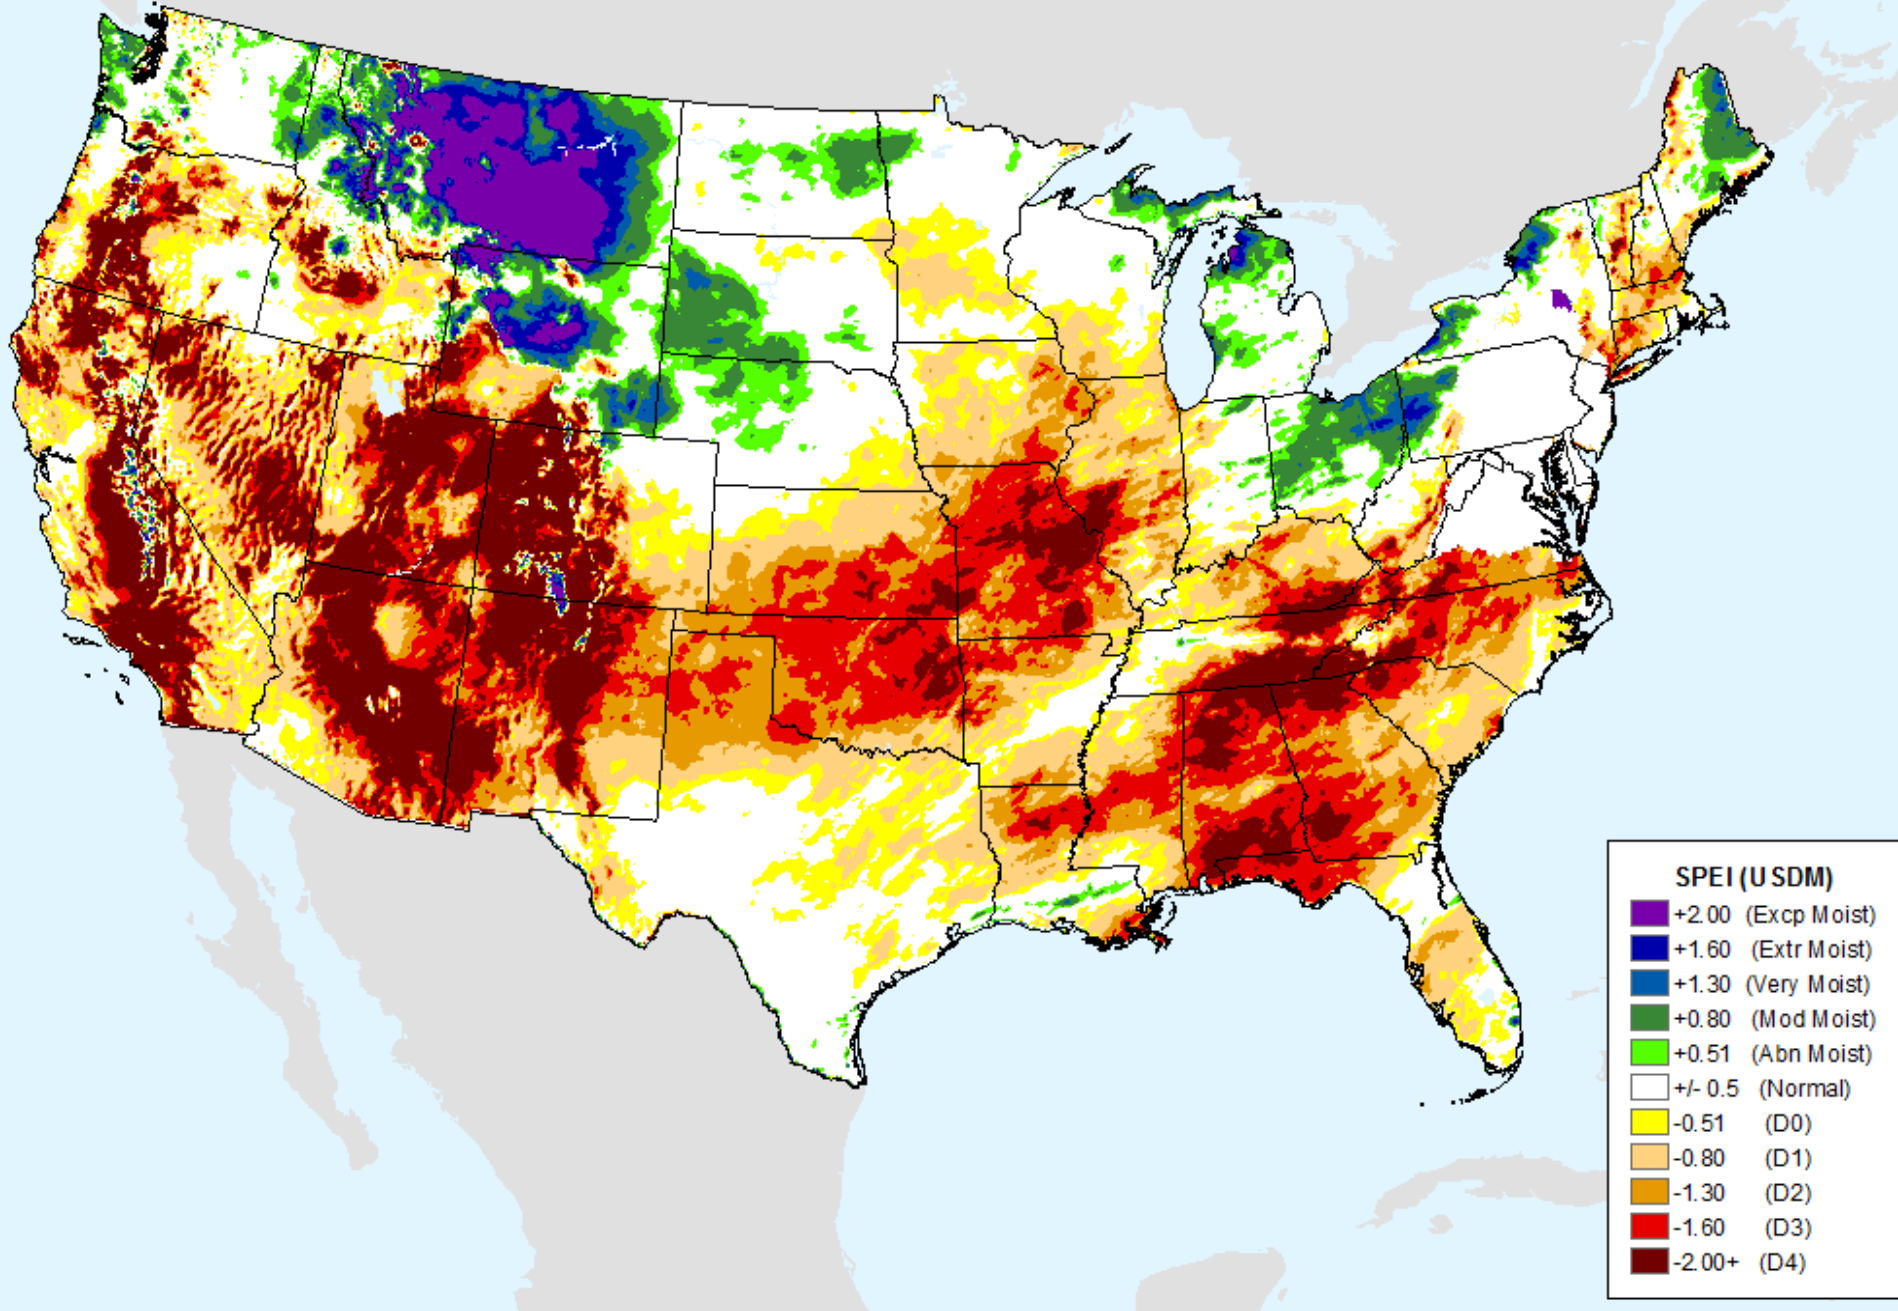 SPEI (USDM)
+2.00 (Excp Moist)
+1.60 (Extr Moist)
+1.30 (Very Moist)
+0.80 (Mod Moist)
+0.51 (Abn Moist)
+/- 0.5 (Normal)
-0.51 (D0)
-0.80 (D1)
-1.30 (D2)
-1.60 (D3)
-2.00+ (D4)